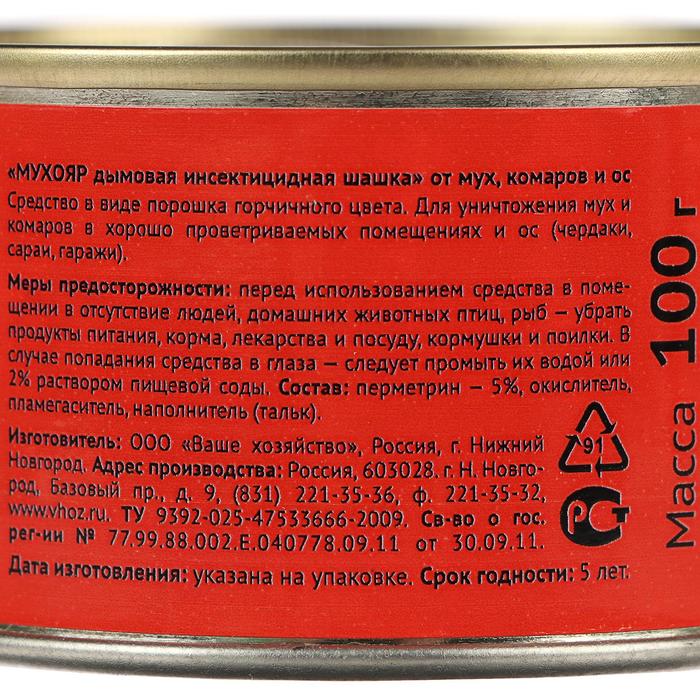 «МУХОЯР дымовая инсектицидная шашка» от мух, комаров и ос
Средство в виде порошка горчичного цвета. Для уничтожения мух и
комаров в хорошо проветриваемых помещениях и ос (чердаки,
сараи, гаражи).
Меры предосторожности: перед использованием средства в поме-
щении в отсутствие людей, домашних животных птиц, рыб – убрать
продукты питания, корма, лекарства и посуду, кормушки и поилки. В
случае попадания средства в глаза – следует промыть их водой или
2% раствором пищевой соды. Состав: перметрин – 5%, окислитель,
пламегаситель, наполнитель (тальк).
Изготовитель: ООО «Ваше хозяйство», Россия, г. Нижний
Новгород. Адрес производства: Россия, 603028. г. Н. Новго-
род, Базовый пр., д. 9, (831) 221-35-36, ф. 221-35-32,
www.vhoz.ru. ТУ 9392-025-47533666-2009. Св-во о гос.
рег-ии № 77.99.88.002.E.040778.09.11 от 30.09.11.
Дата изготовления: указана на упаковке. Срок годности: 5 лет.
91
РСТ
Масса 100 г